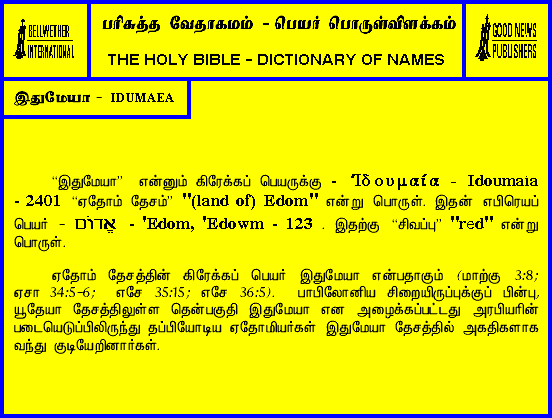 BELLWETHER
INTERNATIONAL
பரிசுத்த வேதாகமம் - பெயர் பொருள்விளக்கம்
THE HOLY BIBLE - DICTIONARY OF NAMES
GOOD NEWS
PUBLISHERS
இதுமேயா - IDUMAEA
“இதுமேயா” என்னும் கிரேக்கப் பெயருக்கு - Ἰδουμαία - Idoumaia
- 2401 “ஏதோம் தேசம்” "(land of) Edom" என்று பொருள். இதன் எபிரெயப்
பெயர் - אֱדוֹם - 'Edom, 'Edowm - 123 . இதற்கு “சிவப்பு” "red" என்று
பொருள்.
ஏதோம் தேசத்தின் கிரேக்கப் பெயர் இதுமேயா என்பதாகும் (மாற்கு 3:8;
ஏசா 34:5-6; எசே 35:15; எசே 36:5). பாபிலோனிய சிறையிருப்புக்குப் பின்பு,
யூதேயா தேசத்திலுள்ள தென்பகுதி இதுமேயா என அழைக்கப்பட்டது அரபியரின்
படையெடுப்பிலிருந்து தப்பியோடிய ஏதோமியர்கள் இதுமேயா தேசத்தில் அகதிகளாக
வந்து குடியேறினார்கள்.